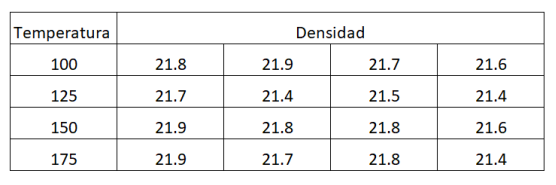 Temperatura Densidad
100 21.8 21.9 21.7 21.6
125 21.7 21.4 21.5 21.4
150 21.9 21.8 21.8 21.6
175 21.9 21.7 21.8 21.4